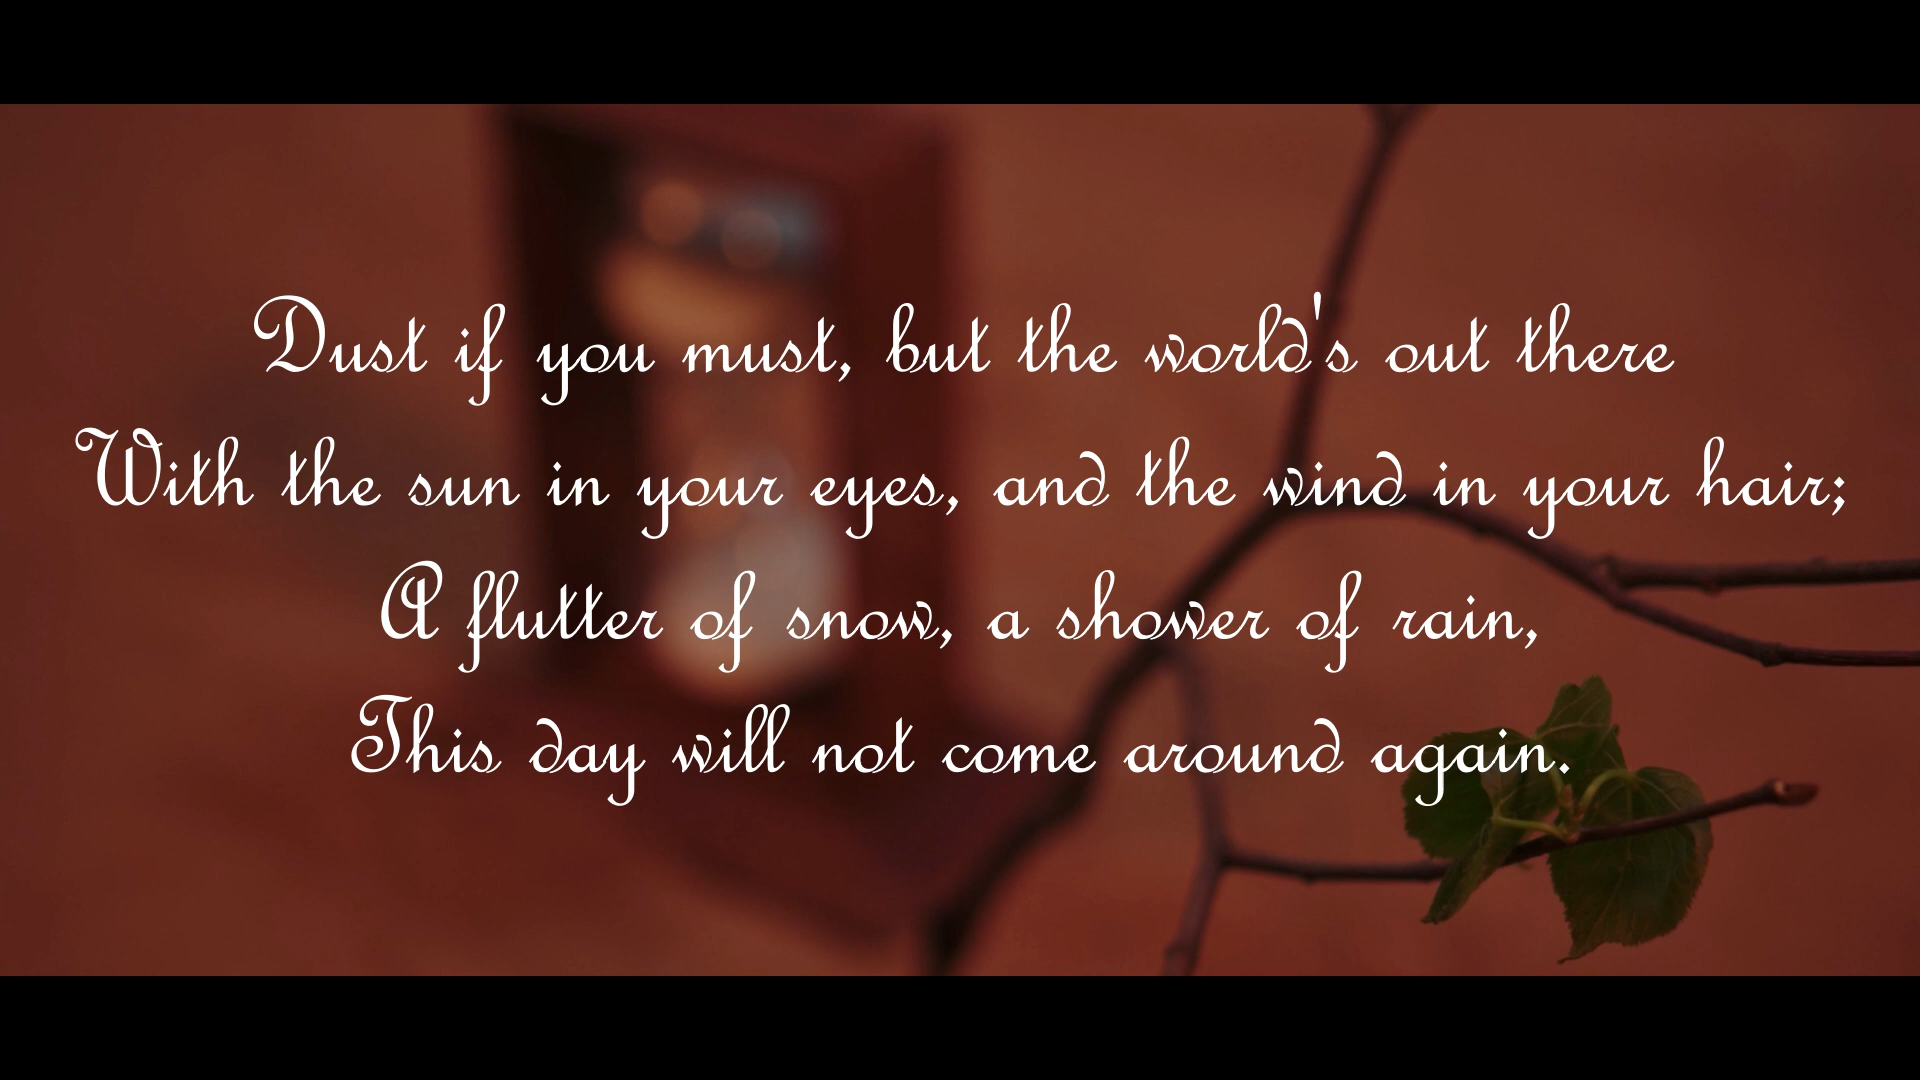 Dust if you must, but the world's out there
With the sun in your eyes, and the wind in your hair;
A flutter of snow, a shower of rain,
This day will not come around again.